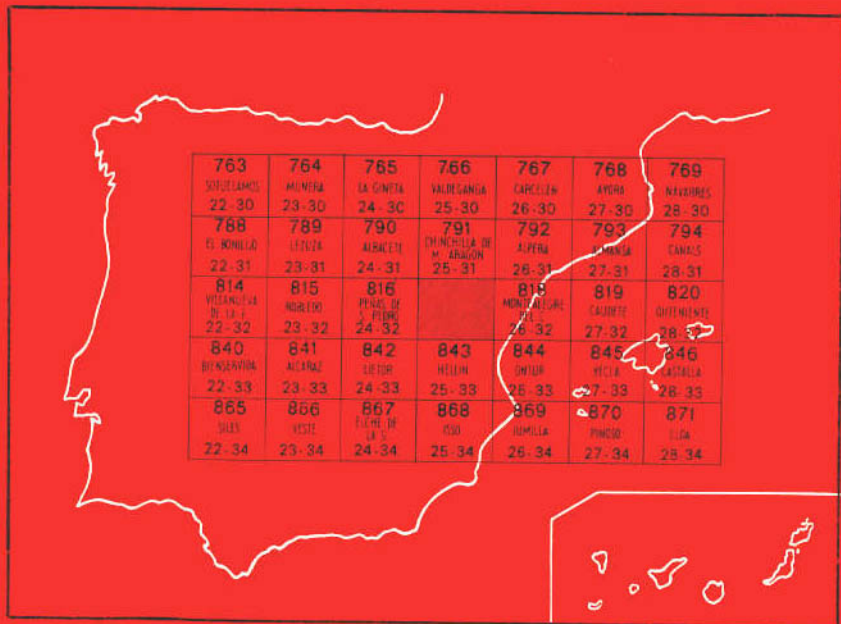 763 764 765 766 767 768 769
SOTUELLAMOS MUNERA LA GINETA VALDEGANGA CARCELEN AYORA NAVARRES
22-30 23-30 24-30 25-30 26-30 27-30 28-30
788 789 790 791 792 793 794
EL BONILLO LEZUZA ALBACETE CHINCHILLA DE M. ARAGON ALPERA ALMANSA CANALS
22-31 23-31 24-31 25-31 26-31 27-31 28-31
814 815 816 818 819 820
VILLANUEVA DE LA F. ROBLEDO PEÑAS DE S. PEDRO MONTEALEGRE DEL C. CAUDETE ONTENIENTE
22-32 23-32 24-32 26-32 27-32 28-32
840 841 842 843 844 845 846
BIENSERVIDA ALCARAZ LIETOR HELLIN ONTUR YECLA CASTALLA
22-33 23-33 24-33 25-33 26-33 27-33 28-33
865 866 867 868 869 870 871
SILES YESTE ELCHE DE LA S. ISSO JUMILLA PINOSO ELDA
22-34 23-34 24-34 25-34 26-34 27-34 28-34